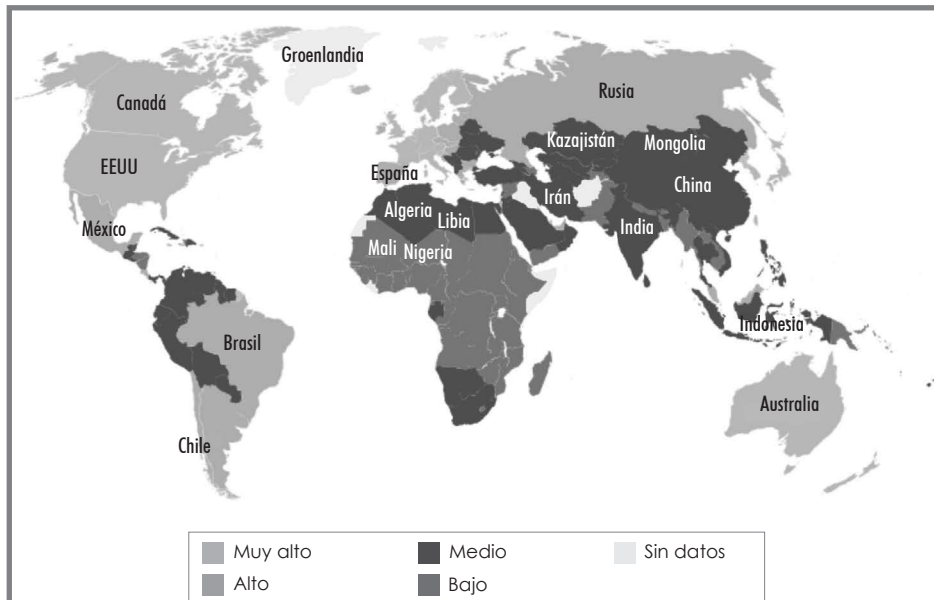 Groenlandia
Canadá
Rusia
EEUU
Kazajistán
Mongolia
España
China
Irán
Argeria
Libia
India
México
Mali
Nigeria
Indonesia
Brasil
Australia
Chile
Muy alto
Medio
Sin datos
Alto
Bajo